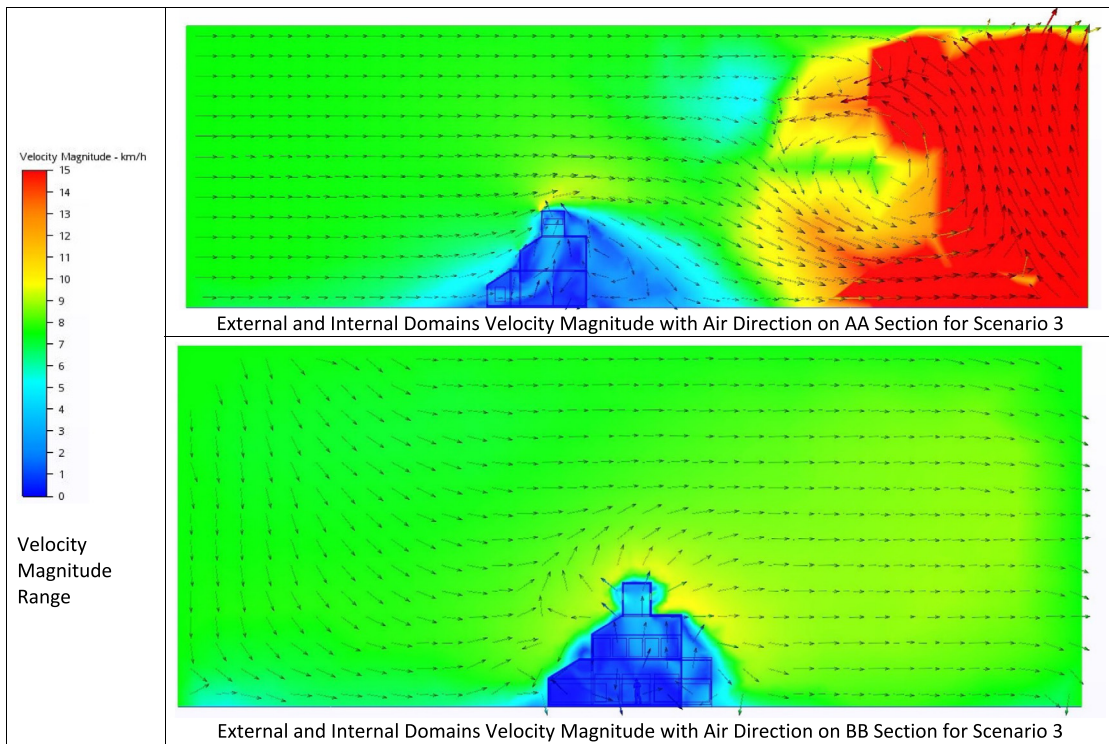 Velocity Magnitude - km/h
15
14
13
12
11
10
9
8
7
6
5
4
3
2
1
0
Velocity
Magnitude
Range
External and Internal Domains Velocity Magnitude with Air Direction on AA Section for Scenario 3
External and Internal Domains Velocity Magnitude with Air Direction on BB Section for Scenario 3